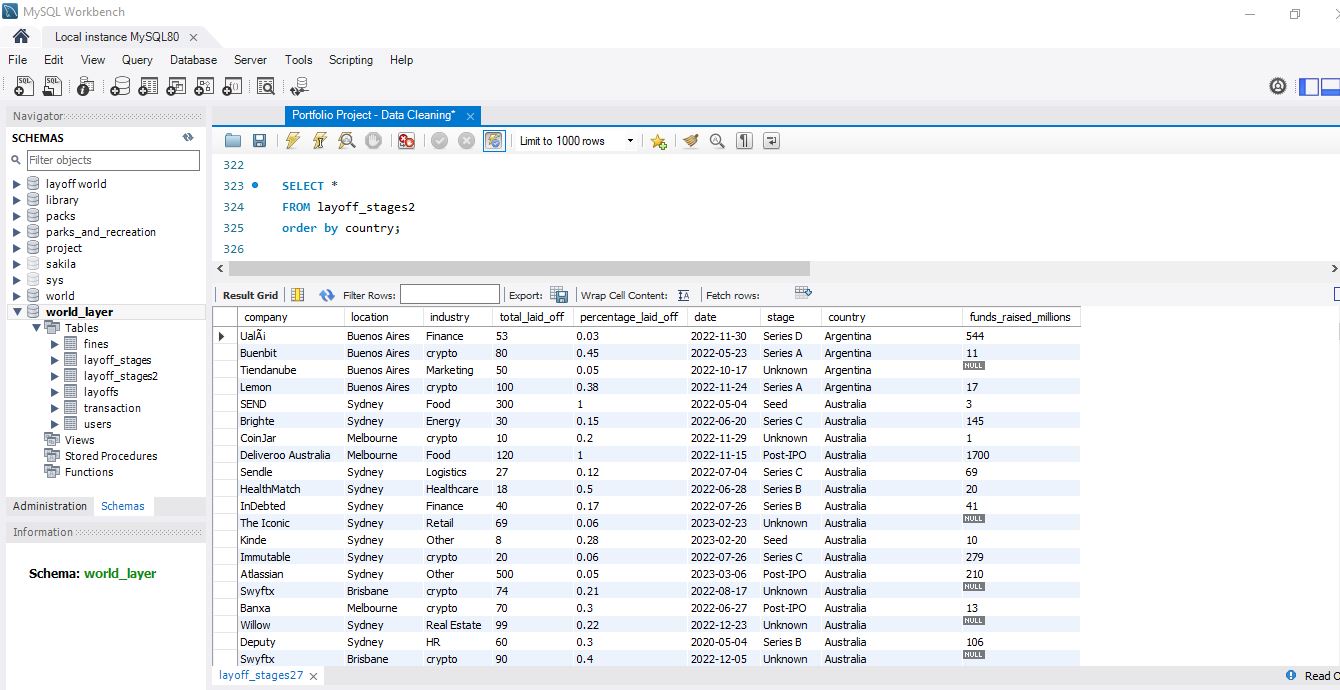 MySQL Workbench
Local instance MySQL80
File Edit View Query Database Server Tools Scripting Help
Navigator
SCHEMAS
Filter objects
layoff world
library
packs
parks_and_recreation
project
sakila
sys
world
world_layer
Tables
fines
layoff_stages
layoff_stages2
layoffs
transaction
users
Views
Stored Procedures
Functions
Administration Schemas
Information
Schema: world_layer
Portfolio Project - Data Cleaning*
Limit to 1000 rows
322
323 SELECT *
324 FROM layoff_stages2
325 order by country;
326
Result Grid Filter Rows: Export: Wrap Cell Content: Fetch rows:
company location industry total_laid_off percentage_laid_off date stage country funds_raised_millions
UalÃi Buenos Aires Finance 53 0.03 2022-11-30 Series D Argentina 544
Buenbit Buenos Aires crypto 80 0.45 2022-05-23 Series A Argentina 11
Tiendanube Buenos Aires Marketing 50 0.05 2022-10-17 Unknown Argentina NULL
Lemon Buenos Aires crypto 100 0.38 2022-11-24 Series A Argentina 17
SEND Sydney Food 300 1 2022-05-04 Seed Australia 3
Brighte Sydney Energy 30 0.15 2022-06-20 Series C Australia 145
CoinJar Melbourne crypto 10 0.2 2022-11-29 Unknown Australia 1
Deliveroo Australia Melbourne Food 120 1 2022-11-15 Post-IPO Australia 1700
Sendle Sydney Logistics 27 0.12 2022-07-04 Series C Australia 69
HealthMatch Sydney Healthcare 18 0.5 2022-06-28 Series B Australia 20
InDebted Sydney Finance 40 0.17 2022-07-26 Series B Australia 41
The Iconic Sydney Retail 69 0.06 2023-02-23 Unknown Australia NULL
Kinde Sydney Other 8 0.28 2023-02-20 Seed Australia 10
Immutable Sydney crypto 20 0.06 2022-07-26 Series C Australia 279
Atlassian Sydney Other 500 0.05 2023-03-06 Post-IPO Australia 210
Swyftx Brisbane crypto 74 0.21 2022-08-17 Unknown Australia NULL
Banxa Melbourne crypto 70 0.3 2022-06-27 Post-IPO Australia 13
Willow Sydney Real Estate 99 0.22 2022-12-23 Unknown Australia NULL
Deputy Sydney HR 60 0.3 2020-05-04 Series B Australia 106
Swyftx Brisbane crypto 90 0.4 2022-12-05 Unknown Australia NULL
layoff_stages27
Read